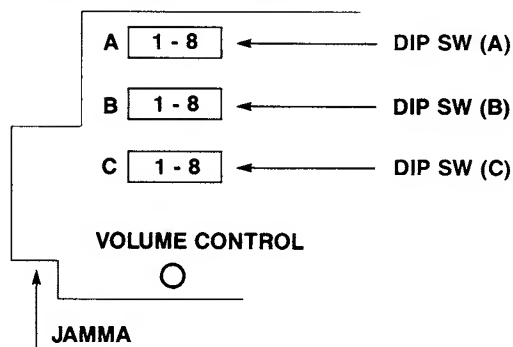 A 1 - 8 DIP SW (A)
B 1 - 8 DIP SW (B)
C 1 - 8 DIP SW (C)
VOLUME CONTROL
JAMMA